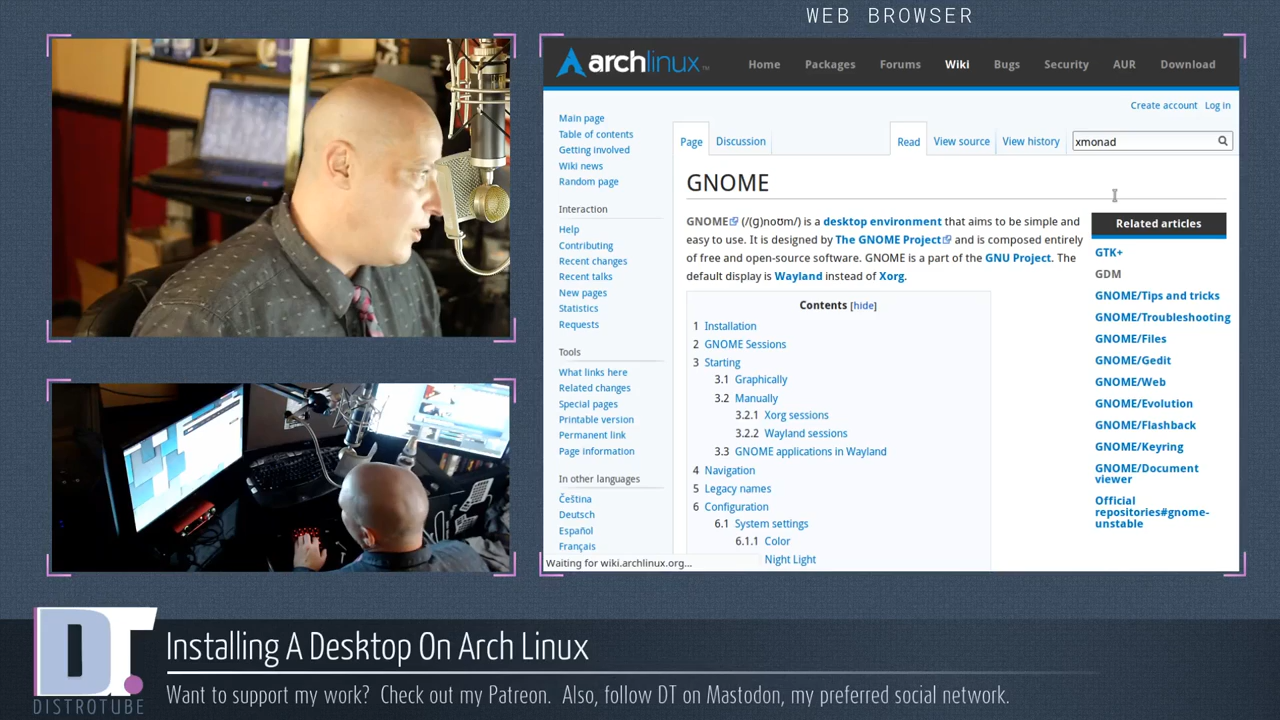 WEB BROWSER
archlinux
Home Packages Forums Wiki Bugs Security AUR Download
Create account Log in
Main page
Table of contents
Getting involved
Wiki news
Random page
Interaction
Help
Contributing
Recent changes
Recent talks
New pages
Statistics
Requests
Tools
What links here
Related changes
Special pages
Printable version
Permanent link
Page information
In other languages
Čeština
Deutsch
Español
Français
Page Discussion Read View source View history xmonad
GNOME
GNOME (/(ɡ)noʊm/) is a desktop environment that aims to be simple and
easy to use. It is designed by The GNOME Project and is composed entirely
of free and open-source software. GNOME is a part of the GNU Project. The
default display is Wayland instead of Xorg.
Contents [hide]
1 Installation
2 GNOME Sessions
3 Starting
3.1 Graphically
3.2 Manually
3.2.1 Xorg sessions
3.2.2 Wayland sessions
3.3 GNOME applications in Wayland
4 Navigation
5 Legacy names
6 Configuration
6.1 System settings
6.1.1 Color
Night Light
Related articles
GTK+
GDM
GNOME/Tips and tricks
GNOME/Troubleshooting
GNOME/Files
GNOME/Gedit
GNOME/Web
GNOME/Evolution
GNOME/Flashback
GNOME/Keyring
GNOME/Document
viewer
Official
repositories#gnome-
unstable
Waiting for wiki.archlinux.org...
DT
DISTROTUBE
Installing A Desktop On Arch Linux
Want to support my work? Check out my Patreon. Also, follow DT on Mastodon, my preferred social network.